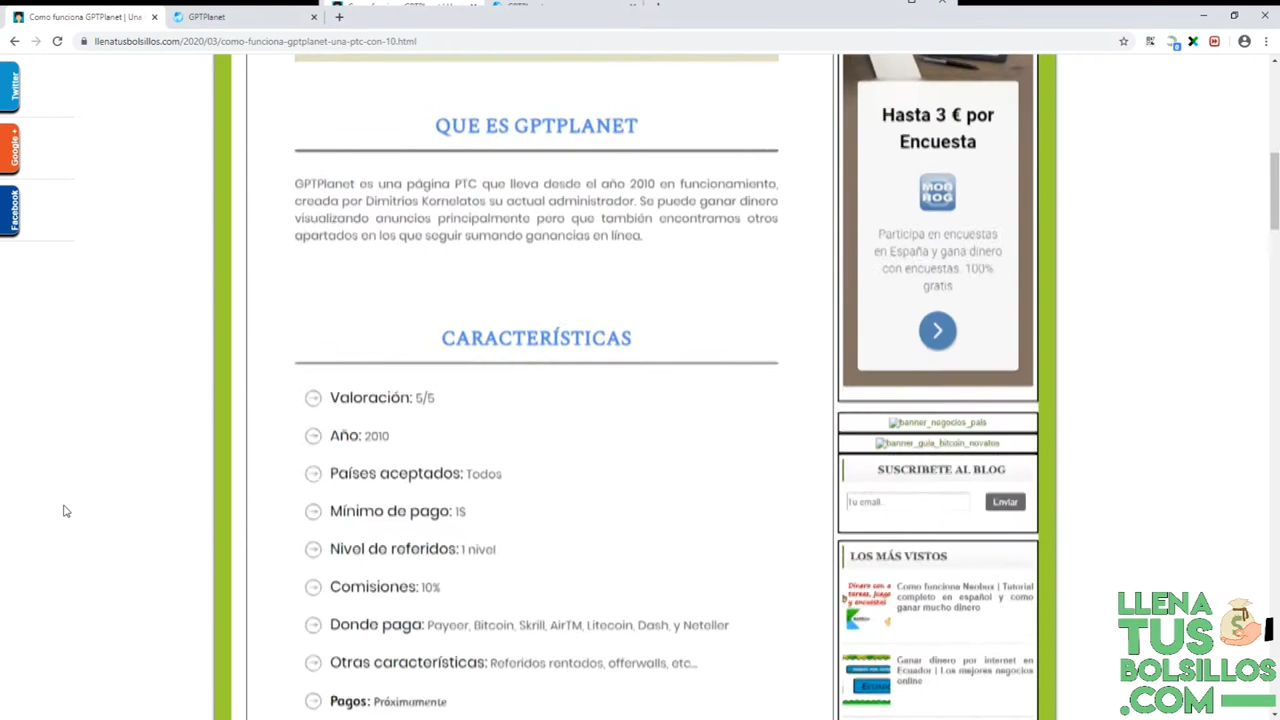 Como funciona GPTPlanet | Una
GPTPlanet
llenatusbolsillos.com/2020/03/como-funciona-gptplanet-una-ptc-con-10.html
Twitter
Google +
Facebook
QUE ES GPTPLANET
GPTPlanet es una página PTC que lleva desde el año 2010 en funcionamiento,
creada por Dimitrios Kornelatos su actual administrador. Se puede ganar dinero
visualizando anuncios principalmente pero que también encontramos otros
apartados en los que seguir sumando ganancias en línea.
CARACTERÍSTICAS
Valoración: 5/5
Año: 2010
Países aceptados: Todos
Mínimo de pago: 1$
Nivel de referidos: 1 nivel
Comisiones: 10%
Donde paga: Payeer, Bitcoin, Skrill, AirTM, Litecoin, Dash, y Neteller
Otras características: Referidos rentados, offerwalls, etc...
Pagos: Próximamente
Hasta 3 € por
Encuesta
Participa en encuestas
en España y gana dinero
con encuestas. 100%
gratis
banner_negocios_pais
banner_guia_bitcoin_novatos
SUSCRIBETE AL BLOG
Tu email..
Enviar
LOS MÁS VISTOS
Como funciona Neobux | Tutorial
completo en español y como
ganar mucho dinero
Ganar dinero por internet en
Ecuador | Los mejores negocios
online
LLENA
TUS
BOLSILLOS
.COM